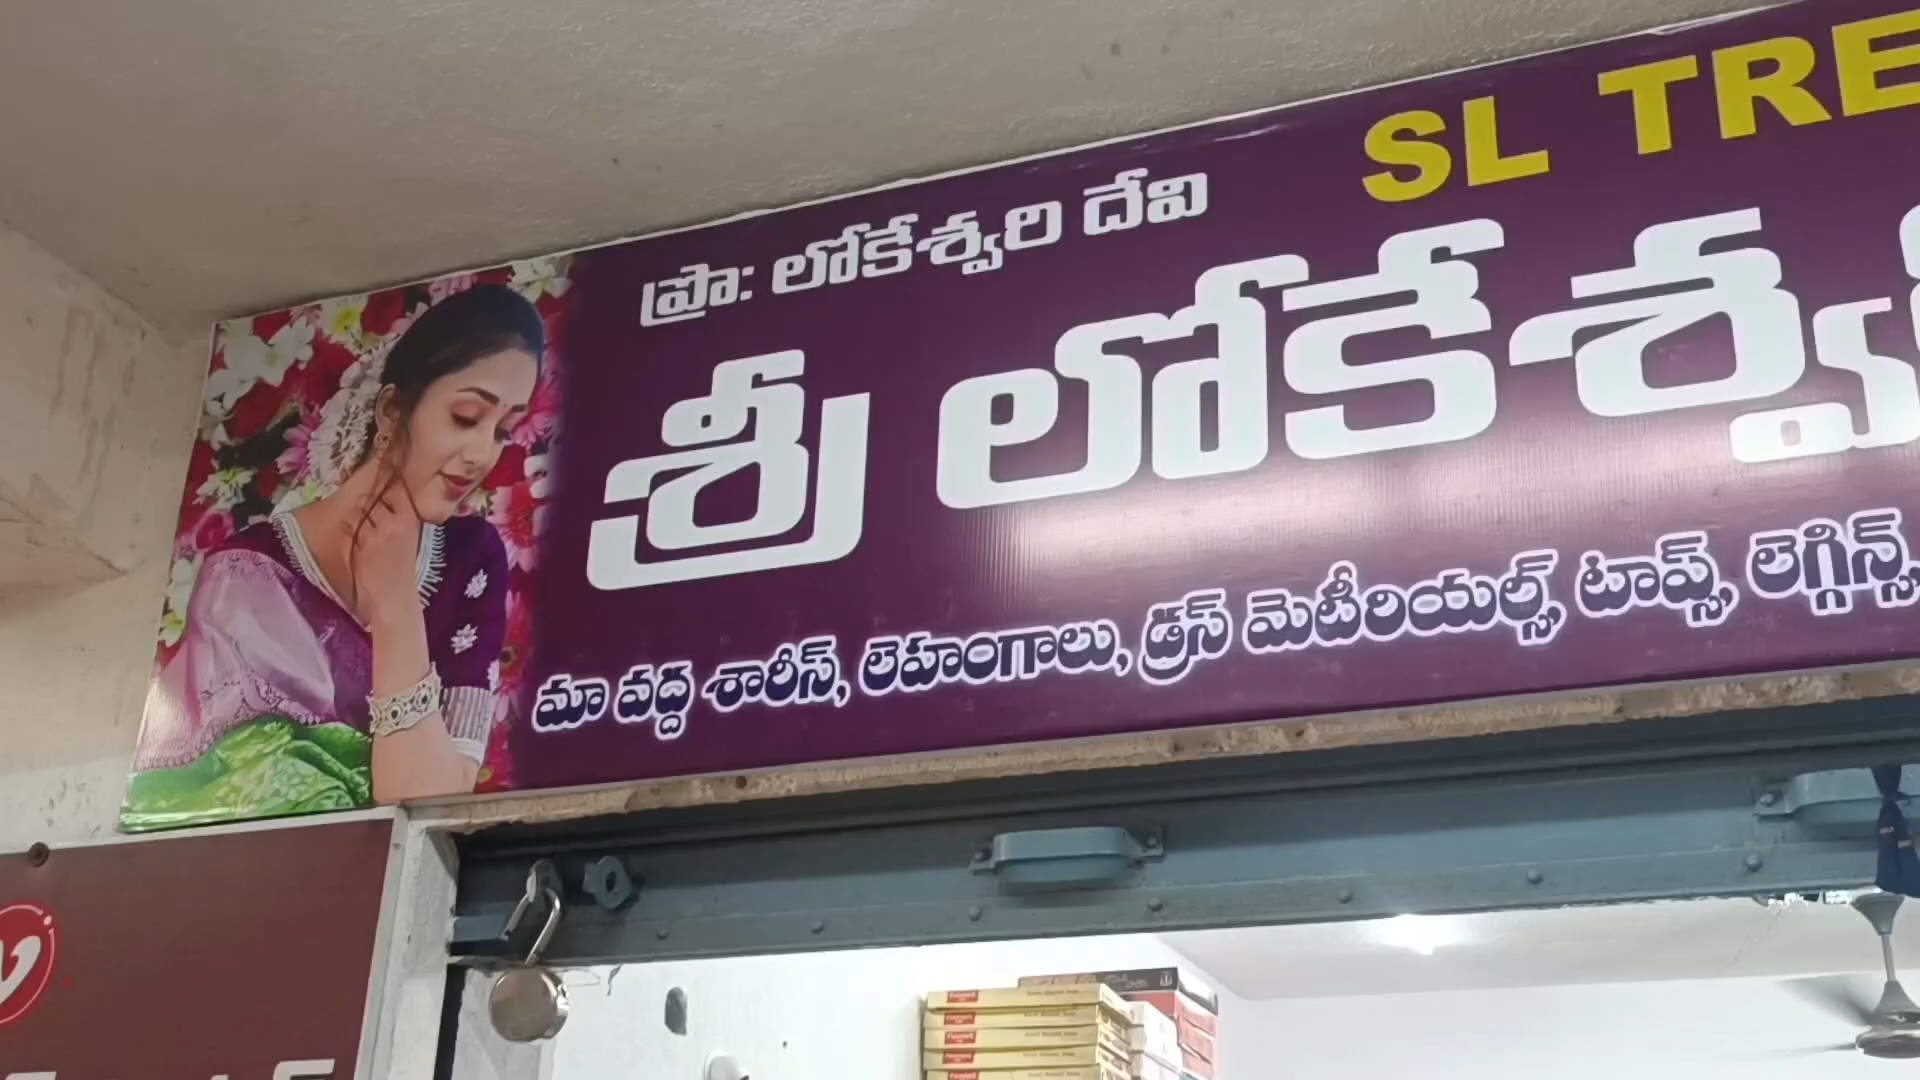 SL TRE
ప్రొ: లోకేశ్వరి దేవి
శ్రీ లోకేశ్వ
మా వద్ద శారీస్, లెహంగాలు, డ్రస్ మెటీరియల్స్, టాప్స్, లెగ్గిన్స్,